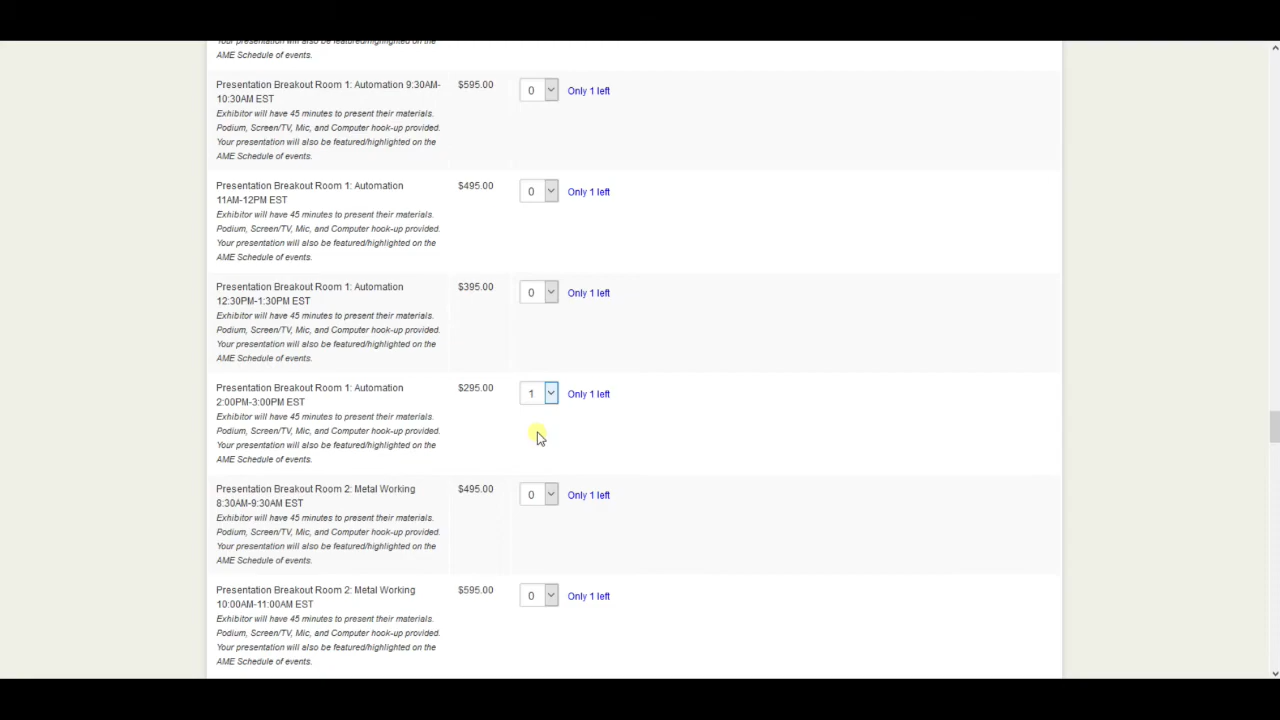 Your presentation will also be featured/highlighted on the
AME Schedule of events.
Presentation Breakout Room 1: Automation 9:30AM-
10:30AM EST
$595.00
0
Only 1 left
Exhibitor will have 45 minutes to present their materials.
Podium, Screen/TV, Mic, and Computer hook-up provided.
Your presentation will also be featured/highlighted on the
AME Schedule of events.
Presentation Breakout Room 1: Automation
11AM-12PM EST
$495.00
0
Only 1 left
Exhibitor will have 45 minutes to present their materials.
Podium, Screen/TV, Mic, and Computer hook-up provided.
Your presentation will also be featured/highlighted on the
AME Schedule of events.
Presentation Breakout Room 1: Automation
12:30PM-1:30PM EST
$395.00
0
Only 1 left
Exhibitor will have 45 minutes to present their materials.
Podium, Screen/TV, Mic, and Computer hook-up provided.
Your presentation will also be featured/highlighted on the
AME Schedule of events.
Presentation Breakout Room 1: Automation
2:00PM-3:00PM EST
$295.00
1
Only 1 left
Exhibitor will have 45 minutes to present their materials.
Podium, Screen/TV, Mic, and Computer hook-up provided.
Your presentation will also be featured/highlighted on the
AME Schedule of events.
Presentation Breakout Room 2: Metal Working
8:30AM-9:30AM EST
$495.00
0
Only 1 left
Exhibitor will have 45 minutes to present their materials.
Podium, Screen/TV, Mic, and Computer hook-up provided.
Your presentation will also be featured/highlighted on the
AME Schedule of events.
Presentation Breakout Room 2: Metal Working
10:00AM-11:00AM EST
$595.00
0
Only 1 left
Exhibitor will have 45 minutes to present their materials.
Podium, Screen/TV, Mic, and Computer hook-up provided.
Your presentation will also be featured/highlighted on the
AME Schedule of events.